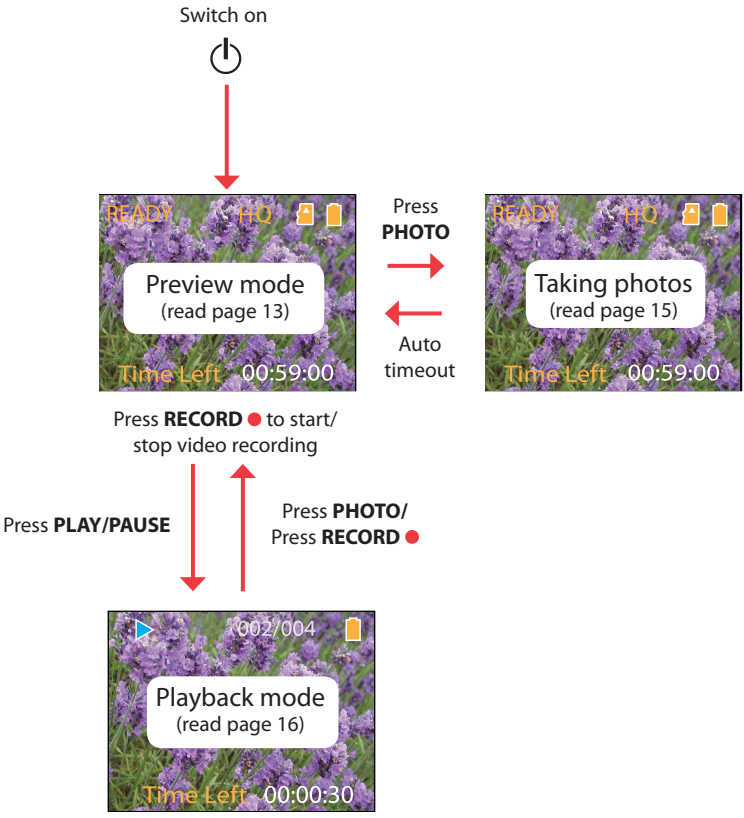 Switch on
READY HQ
Preview mode
(read page 13)
Time Left 00:59:00
Press
PHOTO
Auto
timeout
READY HQ
Taking photos
(read page 15)
Time Left 00:59:00
Press RECORD ● to start/
stop video recording
Press PLAY/PAUSE
Press PHOTO/
Press RECORD ●
002/004
Playback mode
(read page 16)
Time Left 00:00:30